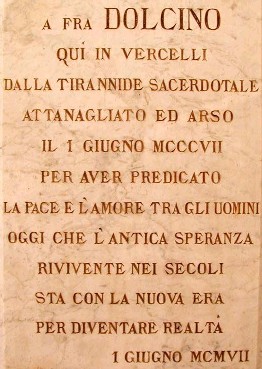 A FRA DOLCINO
QUI IN VERCELLI
DALLA TIRANNIDE SACERDOTALE
ATTANAGLIATO ED ARSO
IL 1 GIUGNO MCCCVII
PER AVER PREDICATO
LA PACE E L'AMORE TRA GLI UOMINI
OGGI CHE L'ANTICA SPERANZA
RIVIVENTE NEI SECOLI
STA CON LA NUOVA ERA
PER DIVENTARE REALTÀ
1 GIUGNO MCMVII